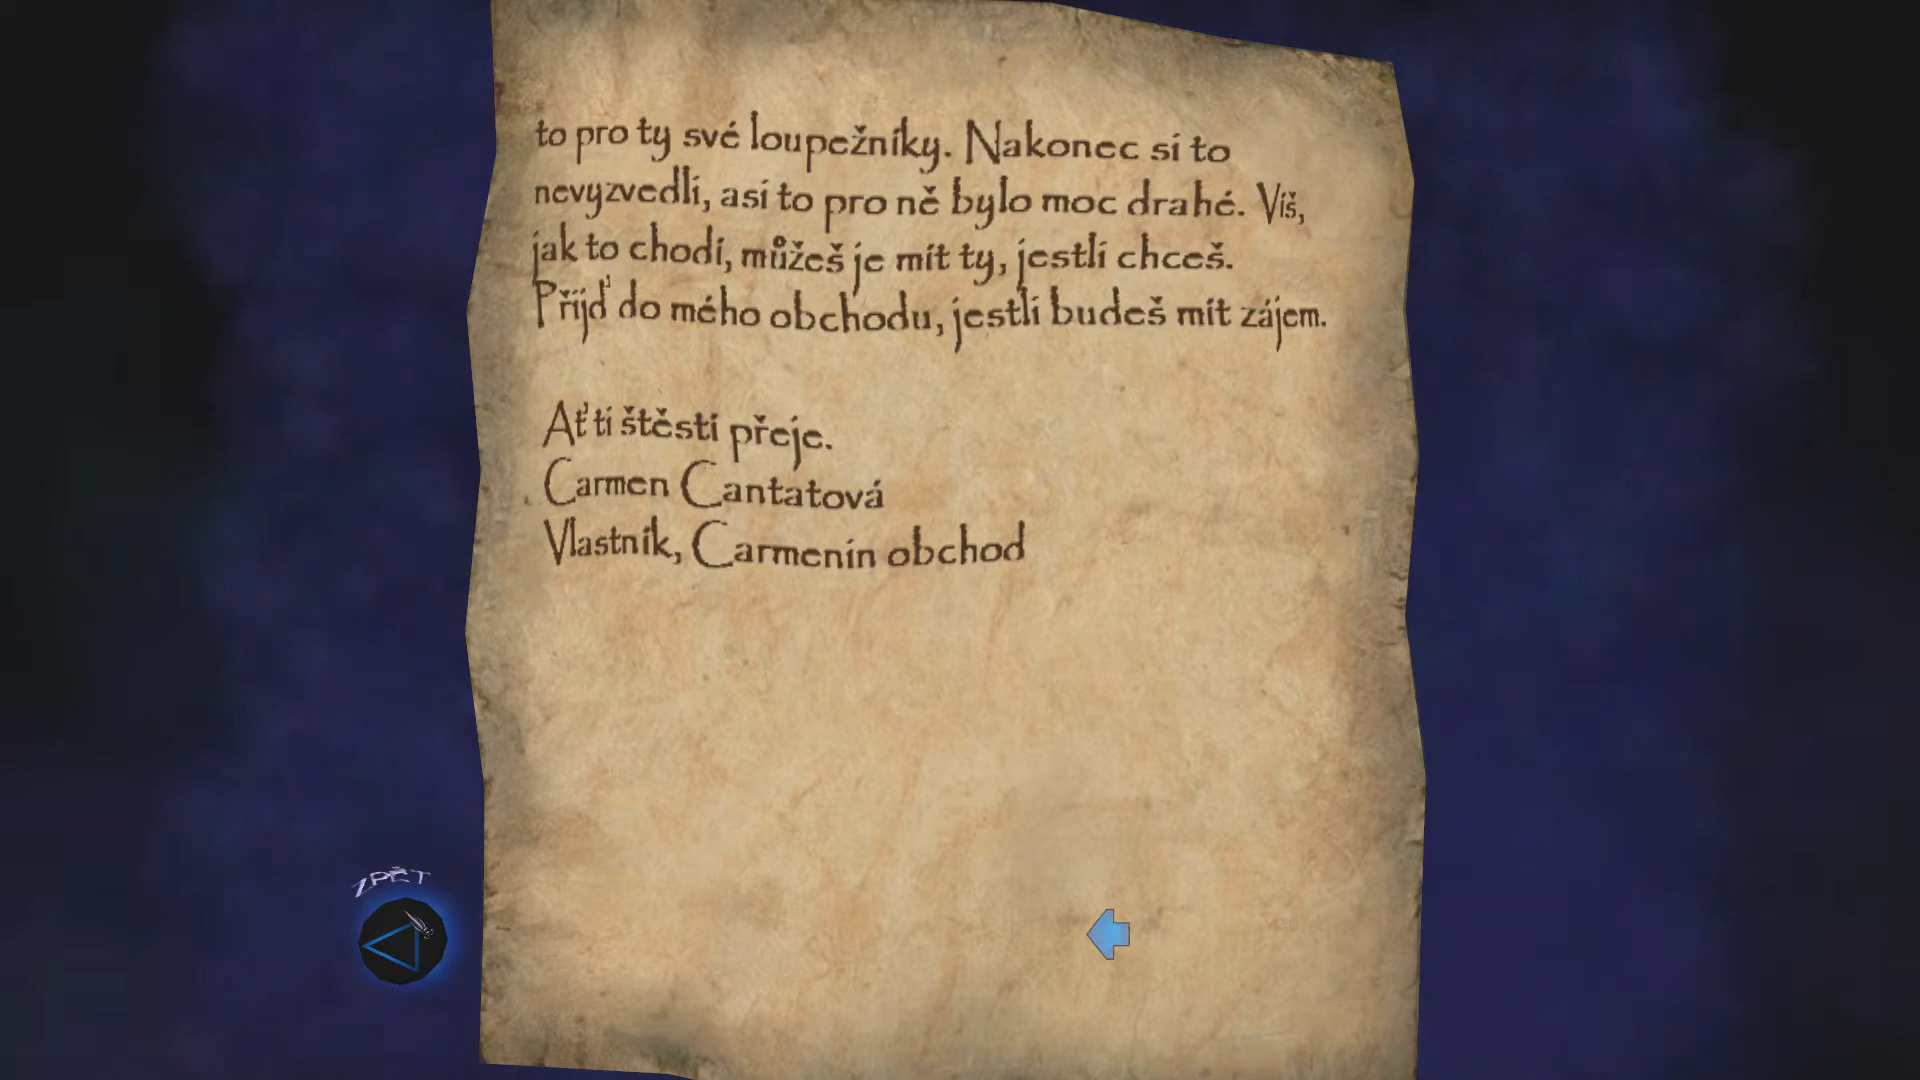 to pro ty své loupežníky. Nakonec si to
nevyzvedli, asi to pro ně bylo moc drahé. Víš,
jak to chodí, můžeš je mít ty, jestli chceš.
Přijď do mého obchodu, jestli budeš mít zájem.
Ať ti štěstí přeje.
Carmen Cantatová
Vlastník, Carmenin obchod
ZPĚT